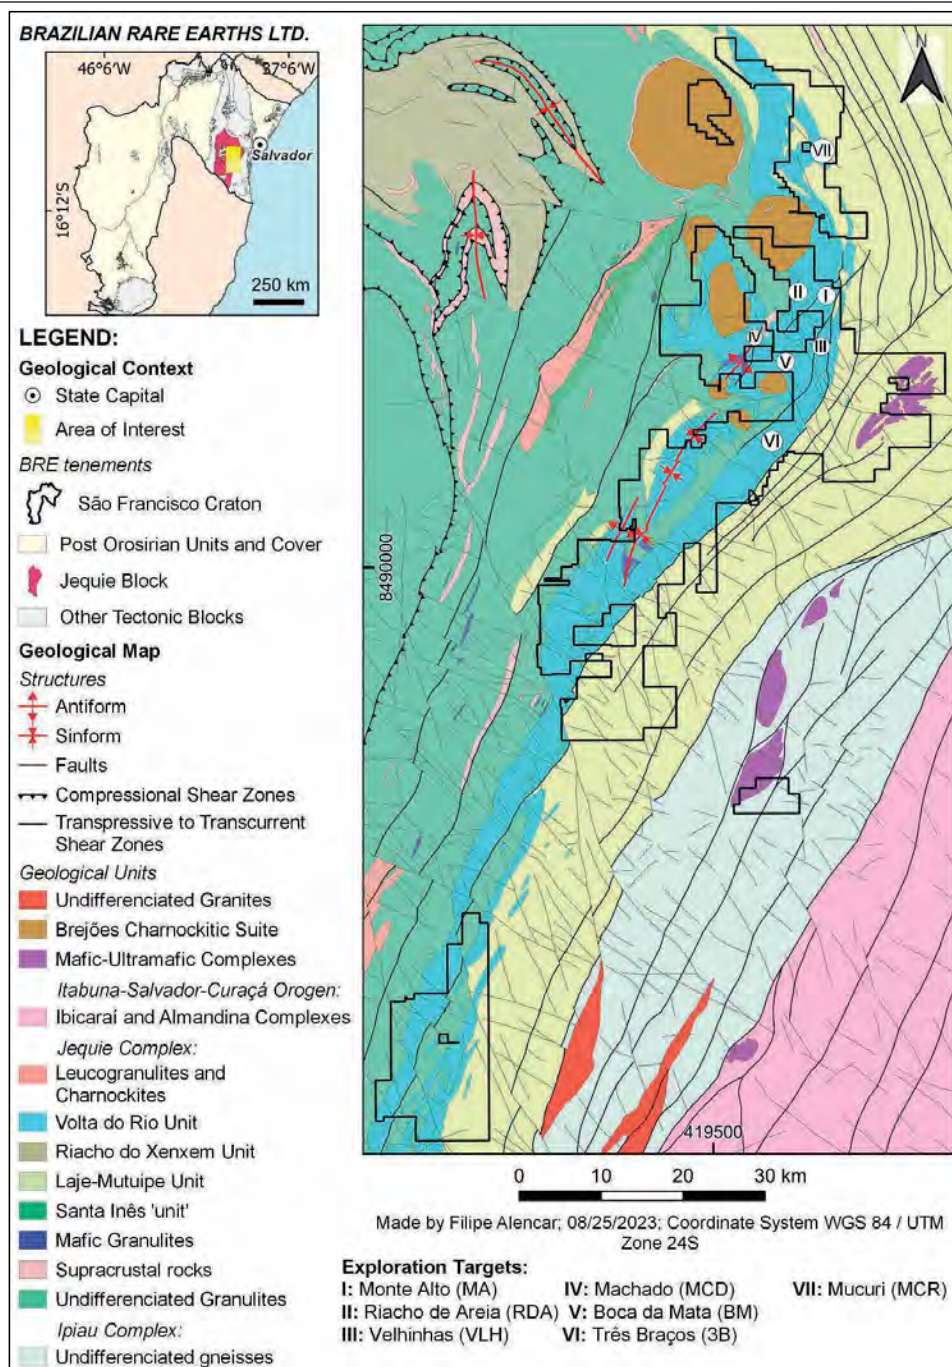 BRAZILIAN RARE EARTHS LTD.
46°6'W
37°6'W
16°12'S
Salvador
250 km
LEGEND:
Geological Context
State Capital
Area of Interest
BRE tenements
São Francisco Craton
Post Orosirian Units and Cover
Jequie Block
Other Tectonic Blocks
Geological Map
Structures
Antiform
Sinform
Faults
Compressional Shear Zones
Transpressive to Transcurrent
Shear Zones
Geological Units
Undifferenciated Granites
Brejões Charnockitic Suite
Mafic-Ultramafic Complexes
Itabuna-Salvador-Curaçá Orogen:
Ibicaraí and Almandina Complexes
Jequie Complex:
Leucogranulites and
Charnockites
Volta do Rio Unit
Riacho do Xenxem Unit
Laje-Mutuipe Unit
Santa Inês 'unit'
Mafic Granulites
Supracrustal rocks
Undifferenciated Granulites
Ipiau Complex:
Undifferenciated gneisses
N
VII
II
I
IV
III
V
VI
8490000
419500
0 10 20 30 km
Made by Filipe Alencar; 08/25/2023; Coordinate System WGS 84 / UTM
Zone 24S
Exploration Targets:
I: Monte Alto (MA) IV: Machado (MCD) VII: Mucuri (MCR)
II: Riacho de Areia (RDA) V: Boca da Mata (BM)
III: Velhinhas (VLH) VI: Três Braços (3B)